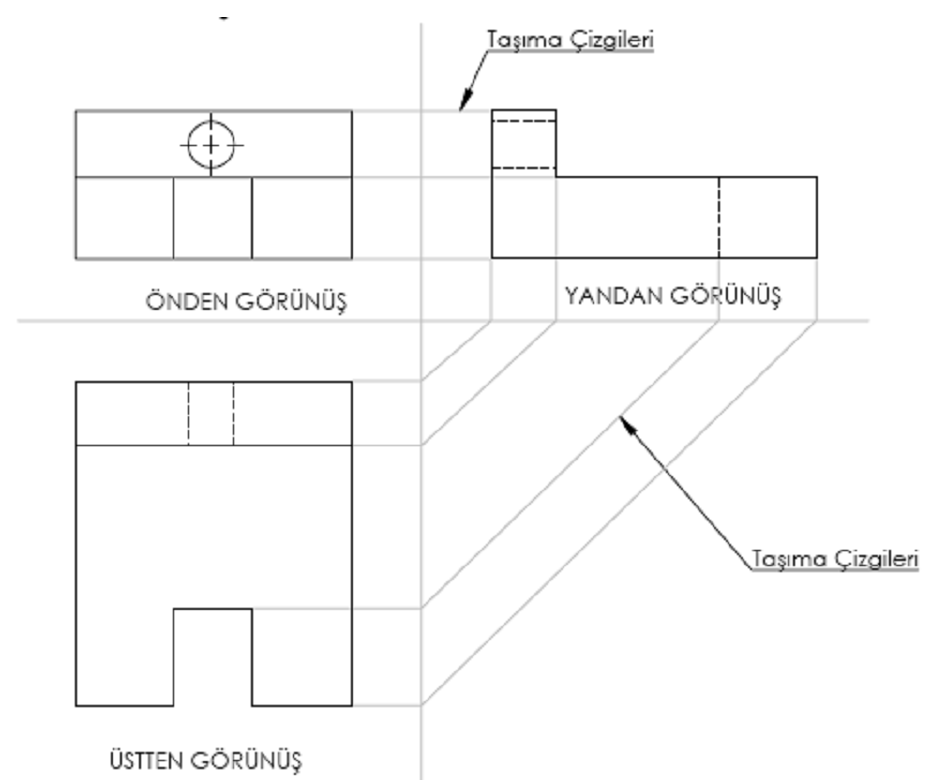 Taşıma Çizgileri
ÖNDEN GÖRÜNÜŞ
YANDAN GÖRÜNÜŞ
Taşıma Çizgileri
ÜSTTEN GÖRÜNÜŞ